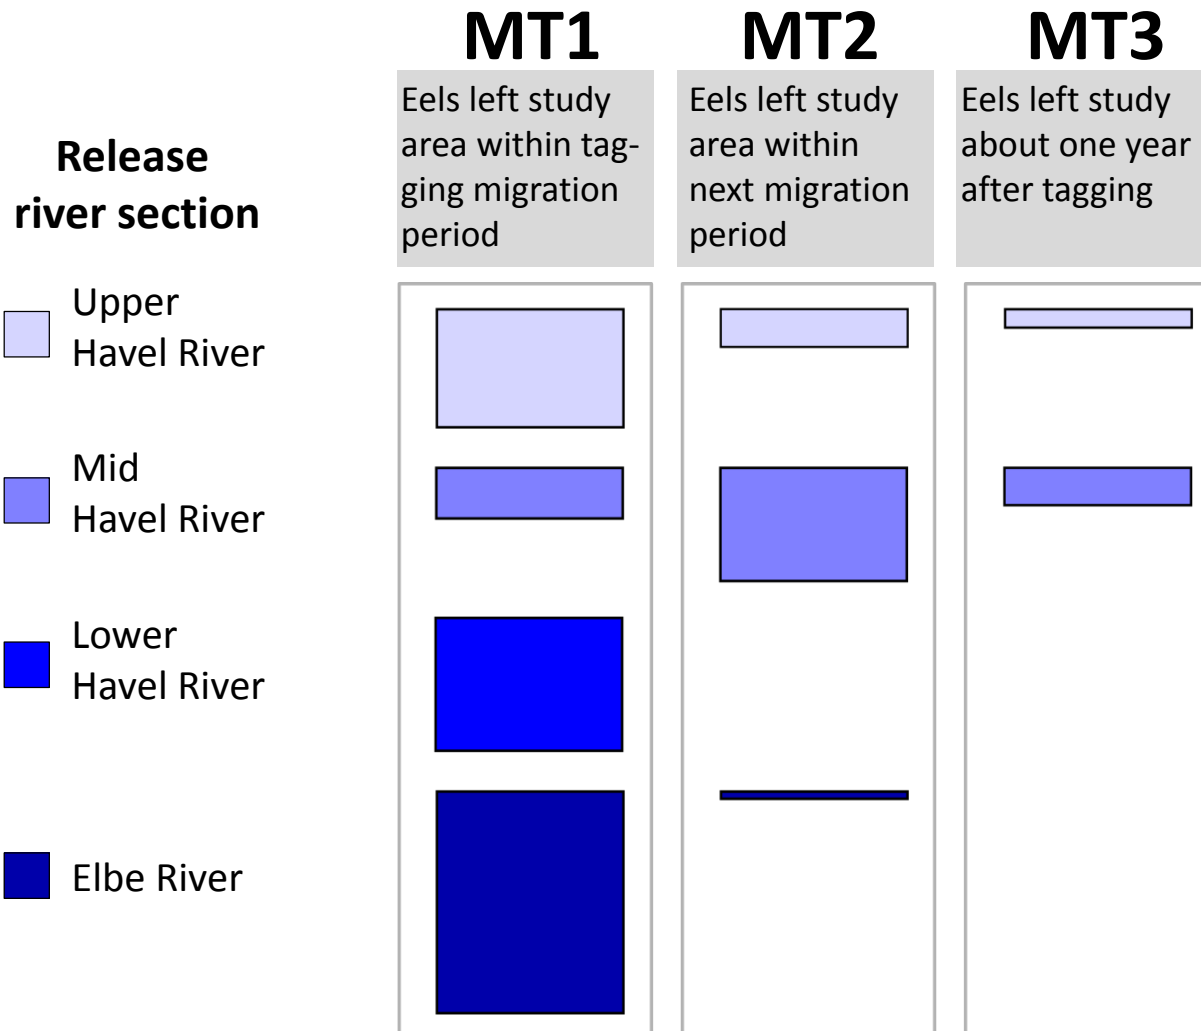 MT1
MT2
MT3
Eels left study
area within tag-
ging migration
period
Eels left study
area within
next migration
period
Eels left study
about one year
after tagging
Release
river section
Upper
Havel River
Mid
Havel River
Lower
Havel River
Elbe River